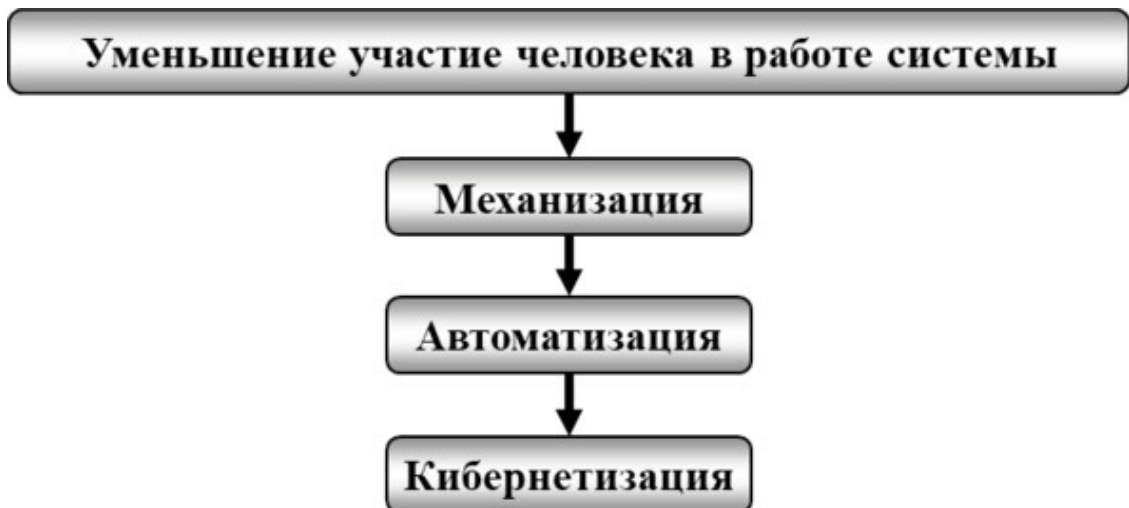 Уменьшение участие человека в работе системы
Механизация
Автоматизация
Кибернетизация